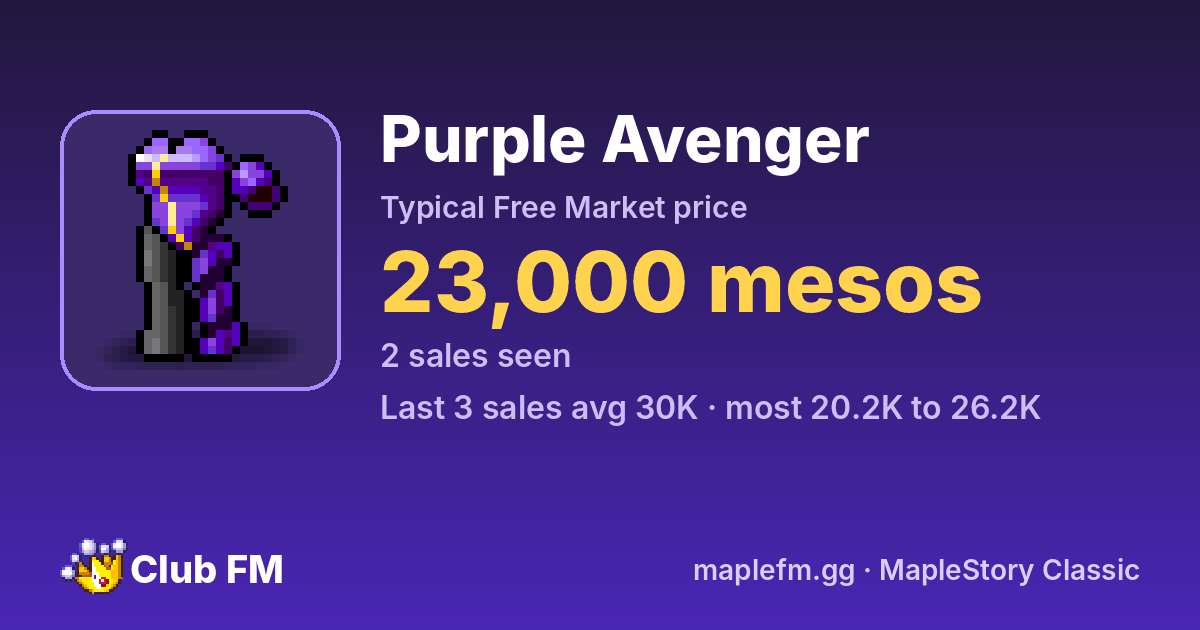 Purple Avenger
Typical Free Market price
23,000 mesos
2 sales seen
Last 3 sales avg 30K · most 20.2K to 26.2K
Club FM
maplefm.gg · MapleStory Classic